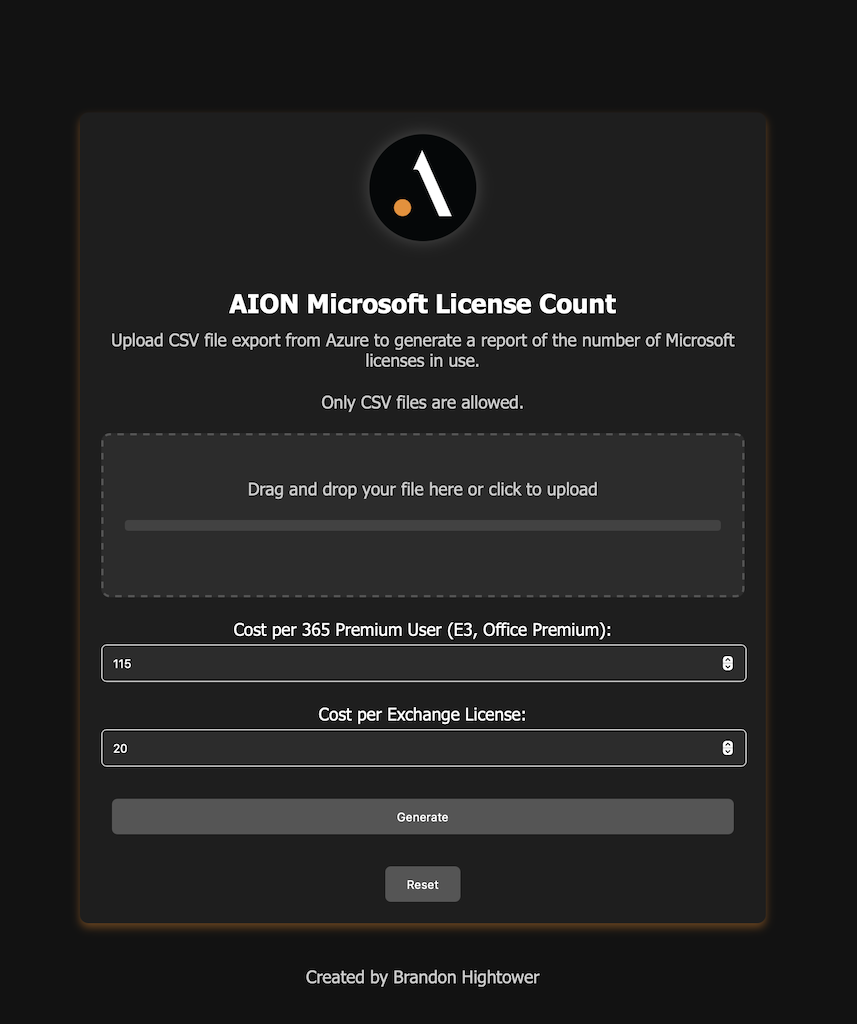 AION Microsoft License Count
Upload CSV file export from Azure to generate a report of the number of Microsoft
licenses in use.
Only CSV files are allowed.
Drag and drop your file here or click to upload
Cost per 365 Premium User (E3, Office Premium):
115
Cost per Exchange License:
20
Generate
Reset
Created by Brandon Hightower